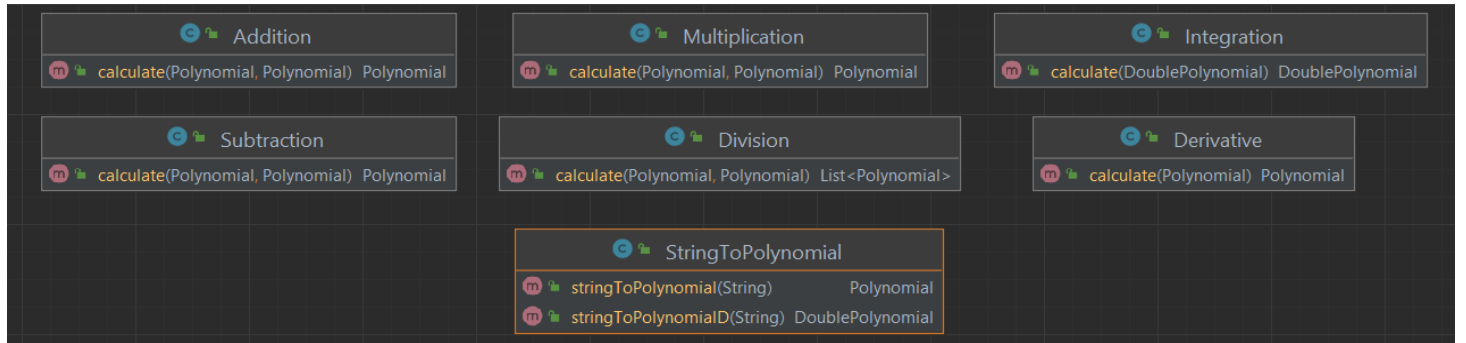 Addition
calculate(Polynomial, Polynomial) Polynomial
Multiplication
calculate(Polynomial, Polynomial) Polynomial
Integration
calculate(DoublePolynomial) DoublePolynomial
Subtraction
calculate(Polynomial, Polynomial) Polynomial
Division
calculate(Polynomial, Polynomial) List<Polynomial>
Derivative
calculate(Polynomial) Polynomial
StringToPolynomial
stringToPolynomial(String) Polynomial
stringToPolynomialD(String) DoublePolynomial